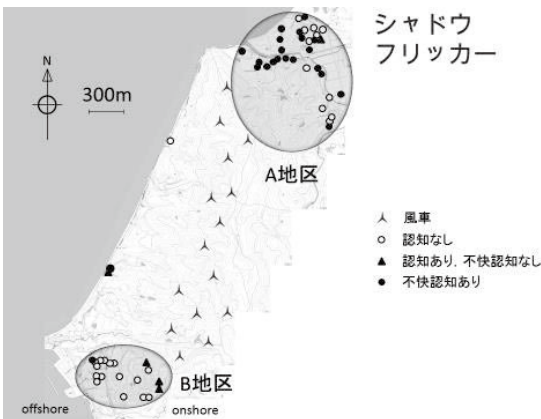 シャドウ
フリッカー
N
300m
A地区
風車
認知なし
認知あり, 不快認知なし
不快認知あり
B地区
offshore
onshore